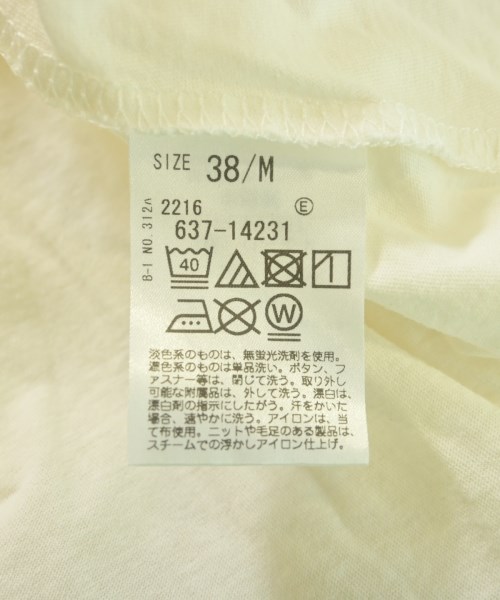 SIZE 38/M
2216 Ⓔ
637-14231
B-1 NO.312ハ
40
W
淡色系のものは、無蛍光洗剤を使用。
濃色系のものは単品洗い。ボタン、フ
ァスナー等は、閉じて洗う。取り外し
可能な附属品は、外して洗う。漂白は、
漂白剤の指示にしたがう。汗をかいた
場合、速やかに洗う。アイロンは、当
て布使用。ニットや毛足のある製品は、
スチームでの浮かしアイロン仕上げ。